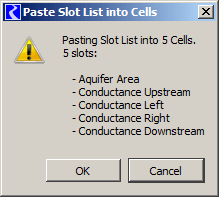 Paste Slot List into Cells
Pasting Slot List into 5 Cells.
5 slots:
- Aquifer Area
- Conductance Upstream
- Conductance Left
- Conductance Right
- Conductance Downstream
OK
Cancel